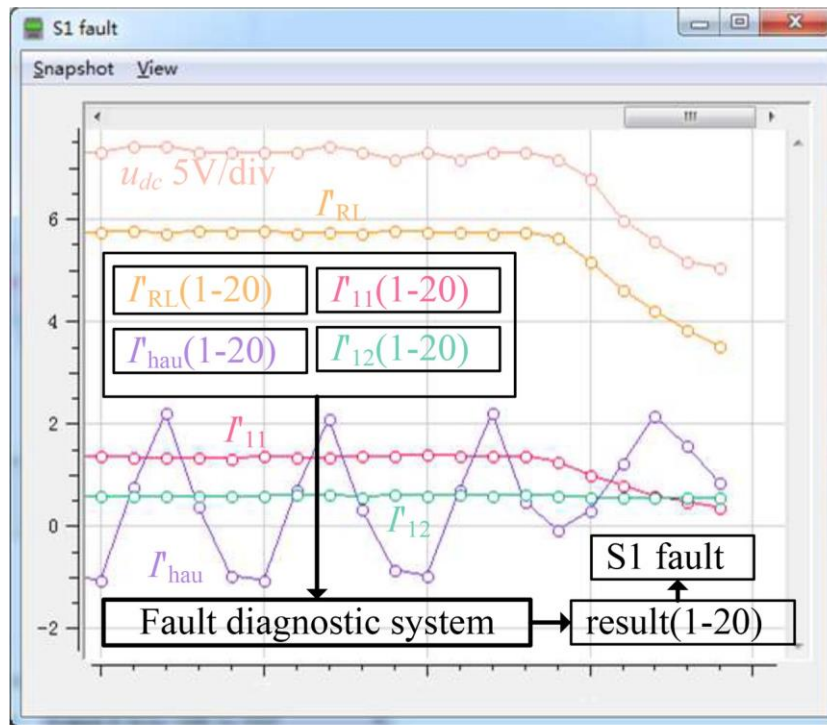 S1 fault
Snapshot View
u_dc 5V/div
I'_RL
6
I'_RL(1-20) I'_11(1-20)
4
I'_hau(1-20) I'_12(1-20)
2
I'_11
0
I'_12
I'_hau
S1 fault
Fault diagnostic system
result(1-20)
-2